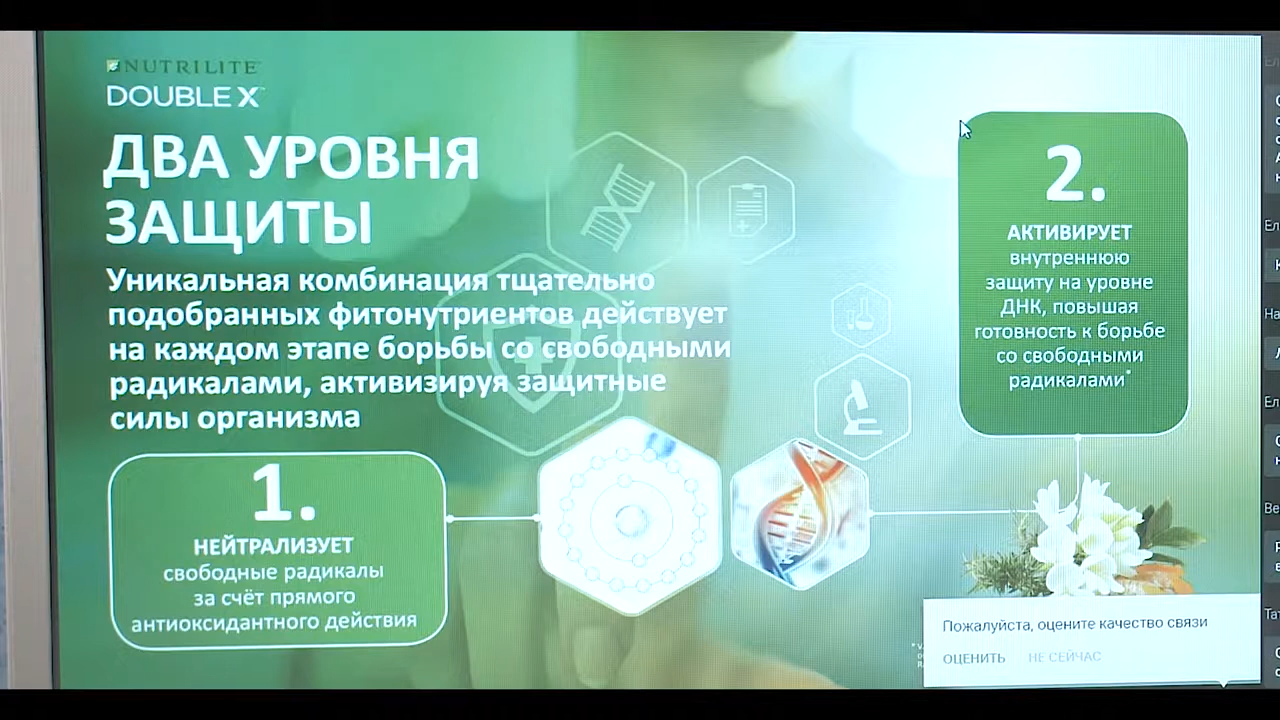 NUTRILITE
DOUBLE X
ДВА УРОВНЯ
ЗАЩИТЫ
Уникальная комбинация тщательно
подобранных фитонутриентов действует
на каждом этапе борьбы со свободными
радикалами, активизируя защитные
силы организма
1.
НЕЙТРАЛИЗУЕТ
свободные радикалы
за счёт прямого
антиоксидантного действия
2.
АКТИВИРУЕТ
внутреннюю
защиту на уровне
ДНК, повышая
готовность к борьбе
со свободными
радикалами*
Пожалуйста, оцените качество связи
ОЦЕНИТЬ НЕ СЕЙЧАС